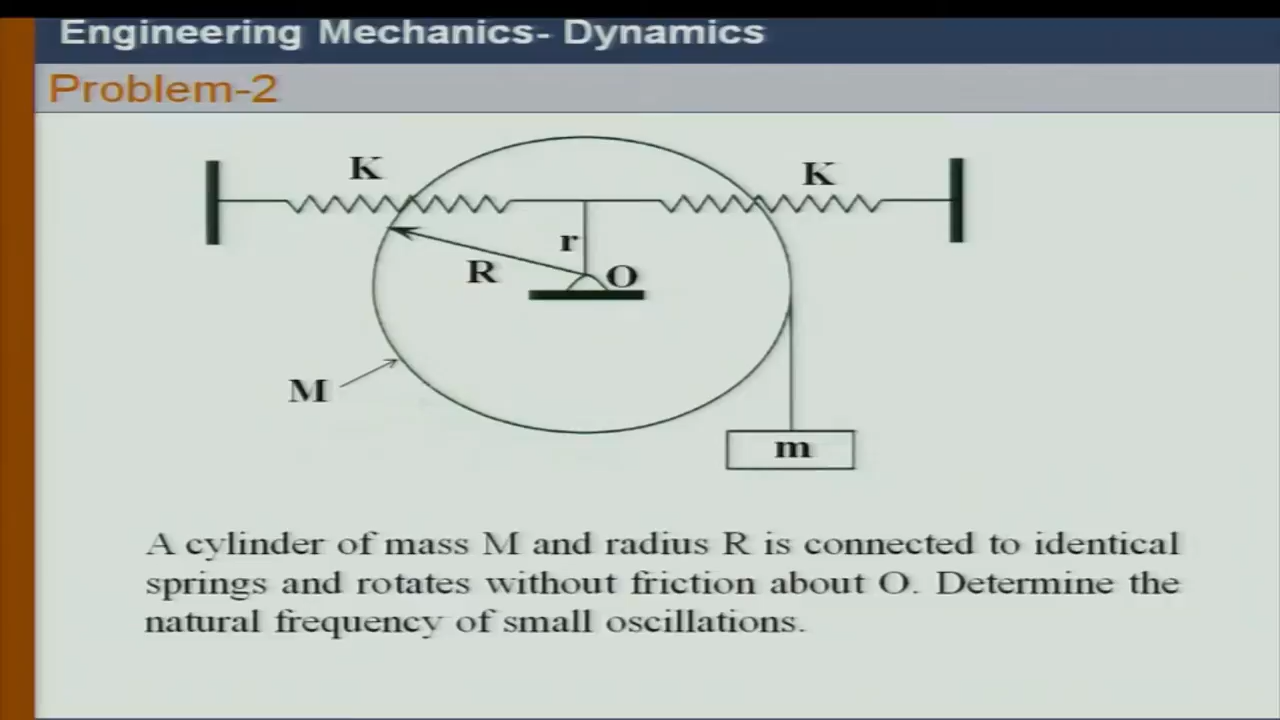 Engineering Mechanics- Dynamics
Problem-2
K
K
r
R
O
M
m
A cylinder of mass M and radius R is connected to identical
springs and rotates without friction about O. Determine the
natural frequency of small oscillations.